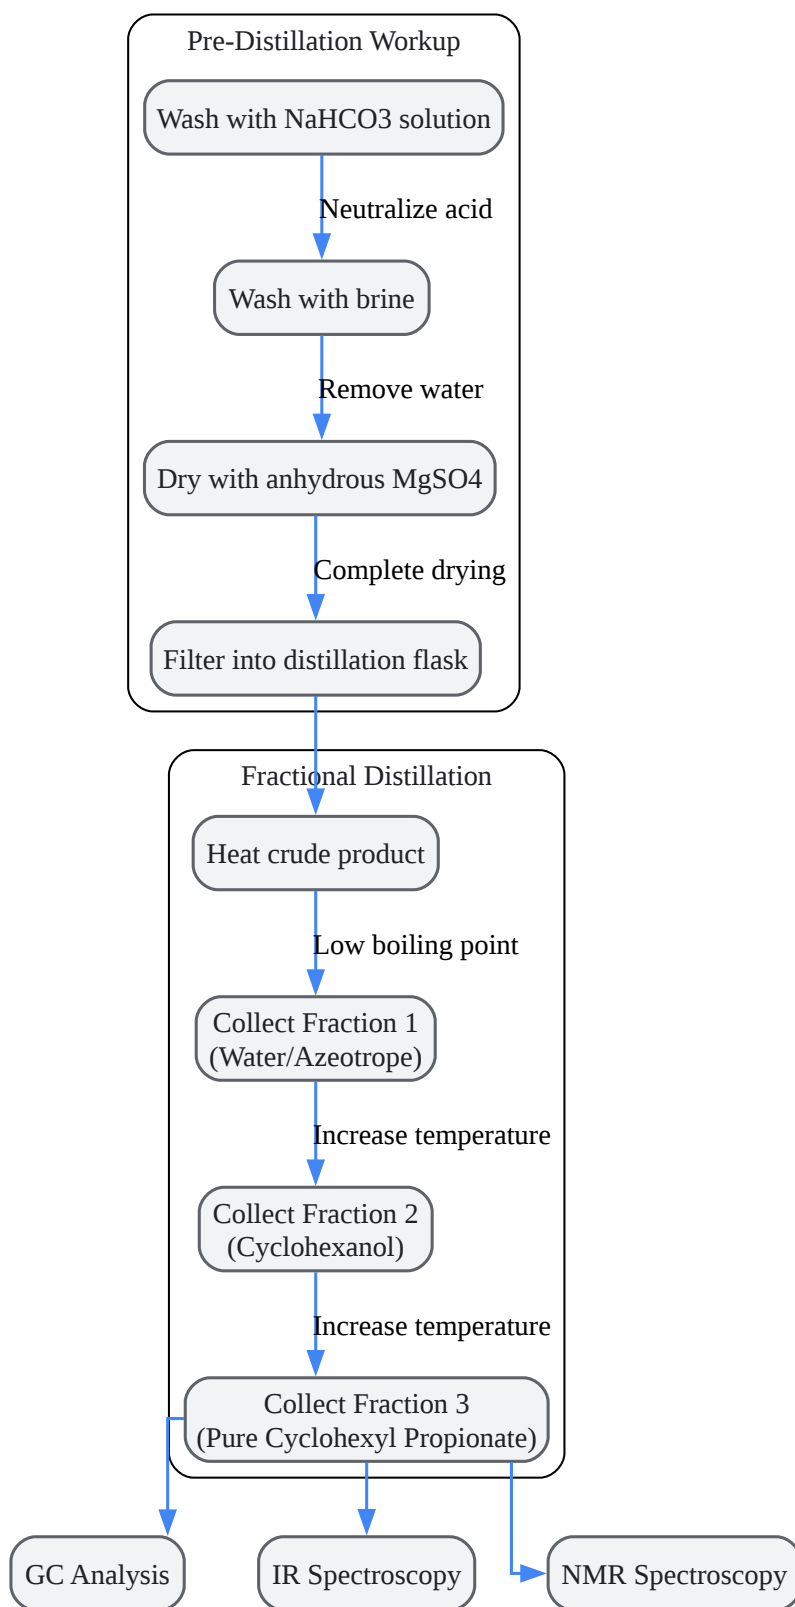 Pre-Distillation Workup
Wash with NaHCO3 solution
Neutralize acid
Wash with brine
Remove water
Dry with anhydrous MgSO4
Complete drying
Filter into distillation flask
Fractional Distillation
Heat crude product
Low boiling point
Collect Fraction 1
(Water/Azeotrope)
Increase temperature
Collect Fraction 2
(Cyclohexanol)
Increase temperature
Collect Fraction 3
(Pure Cyclohexyl Propionate)
GC Analysis
IR Spectroscopy
NMR Spectroscopy